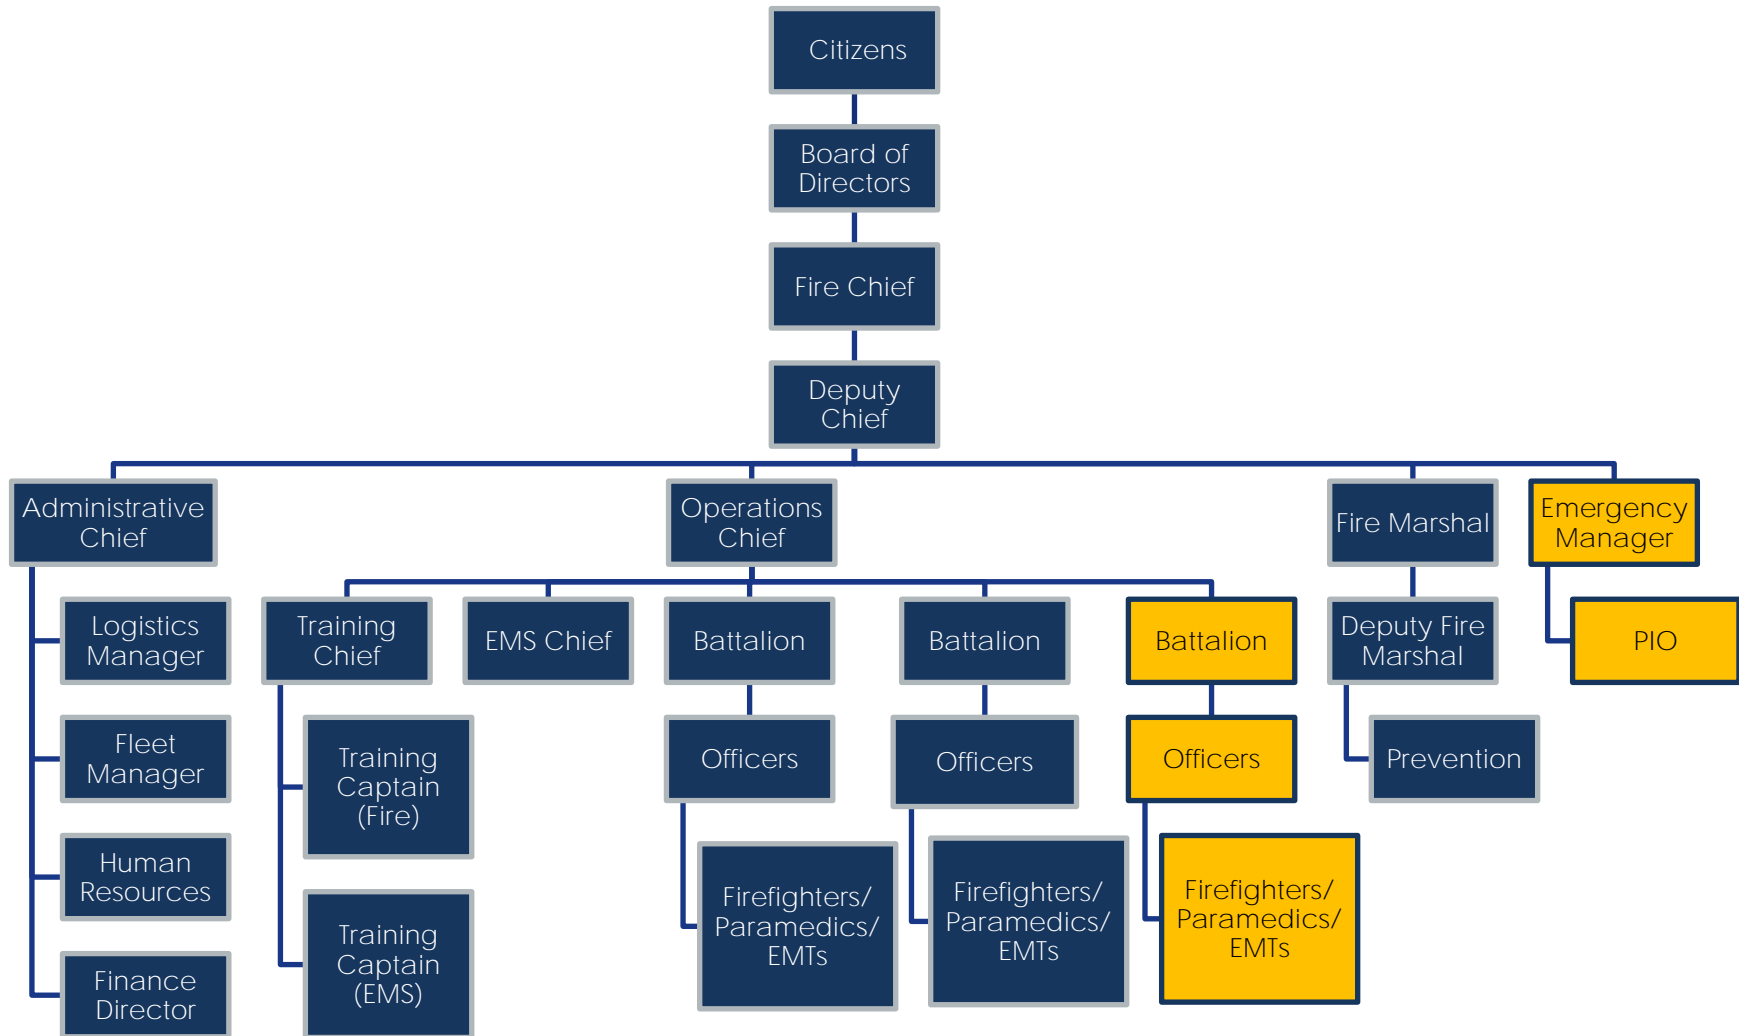 Citizens
Board of
Directors
Fire Chief
Deputy
Chief
Administrative
Chief
Operations
Chief
Fire Marshal
Emergency
Manager
Logistics
Manager
Training
Chief
EMS Chief
Battalion
Battalion
Battalion
Deputy Fire
Marshal
PIO
Fleet
Manager
Training
Captain
(Fire)
Officers
Officers
Officers
Prevention
Human
Resources
Firefighters/
Paramedics/
EMTs
Firefighters/
Paramedics/
EMTs
Firefighters/
Paramedics/
EMTs
Finance
Director
Training
Captain
(EMS)